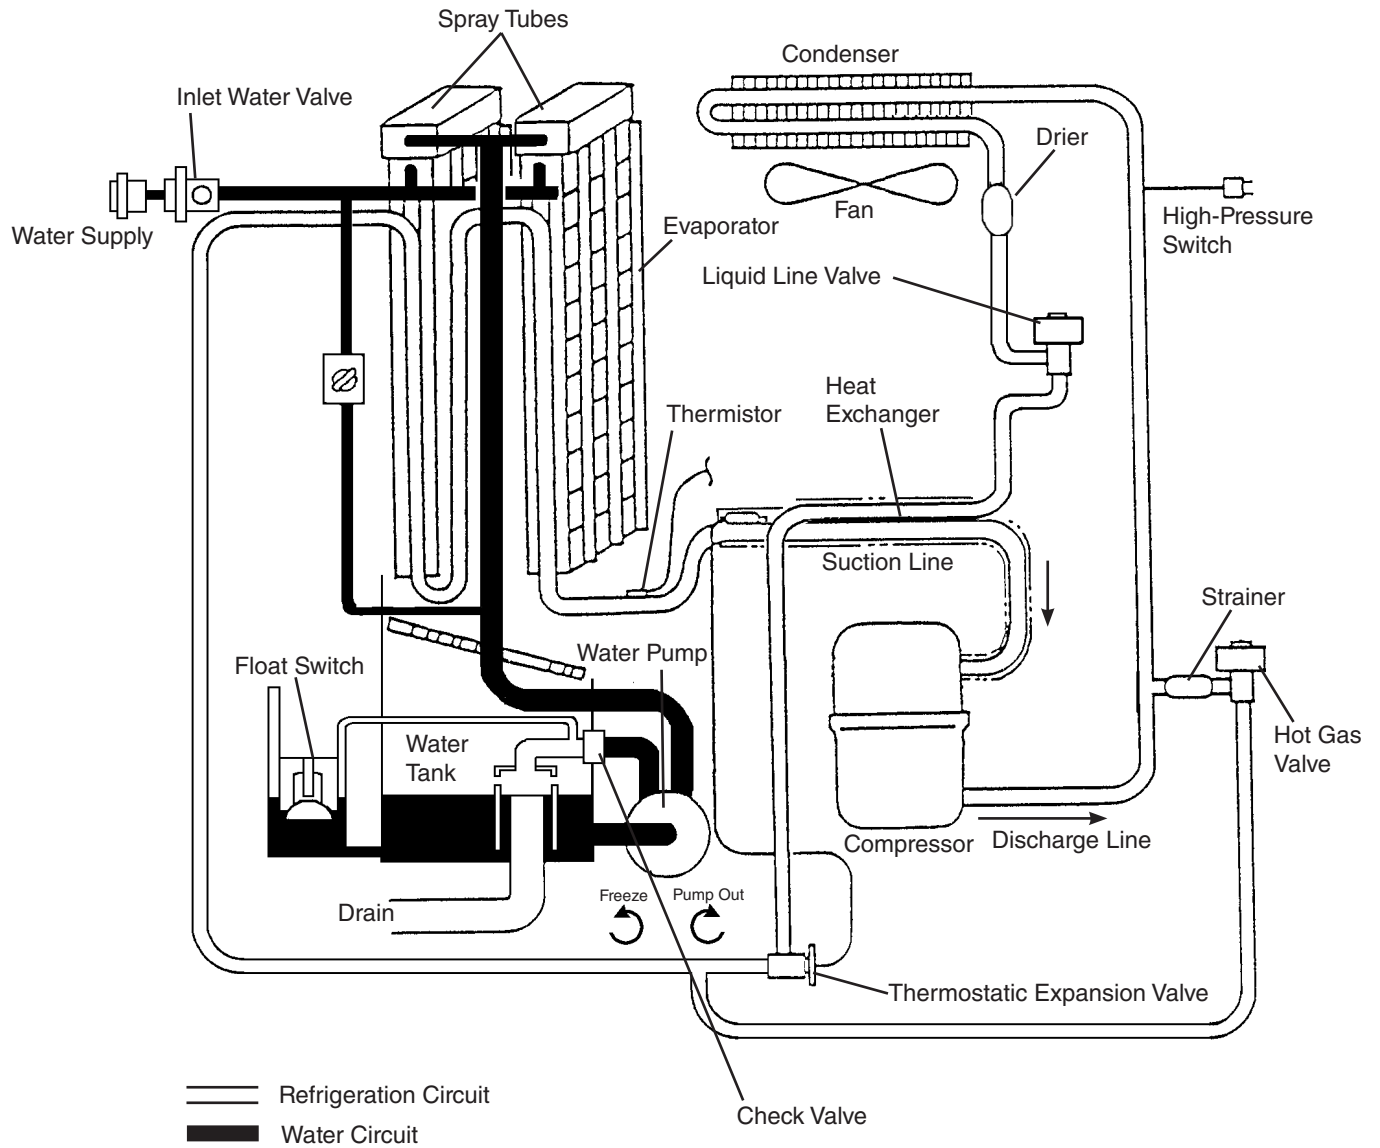 Spray Tubes
Condenser
Inlet Water Valve
Drier
Fan
High-Pressure
Switch
Water Supply
Evaporator
Liquid Line Valve
Heat
Exchanger
Thermistor
Suction Line
Strainer
Float Switch
Water Pump
Water
Tank
Hot Gas
Valve
Compressor
Discharge Line
Freeze
Pump Out
Drain
Thermostatic Expansion Valve
Refrigeration Circuit
Check Valve
Water Circuit